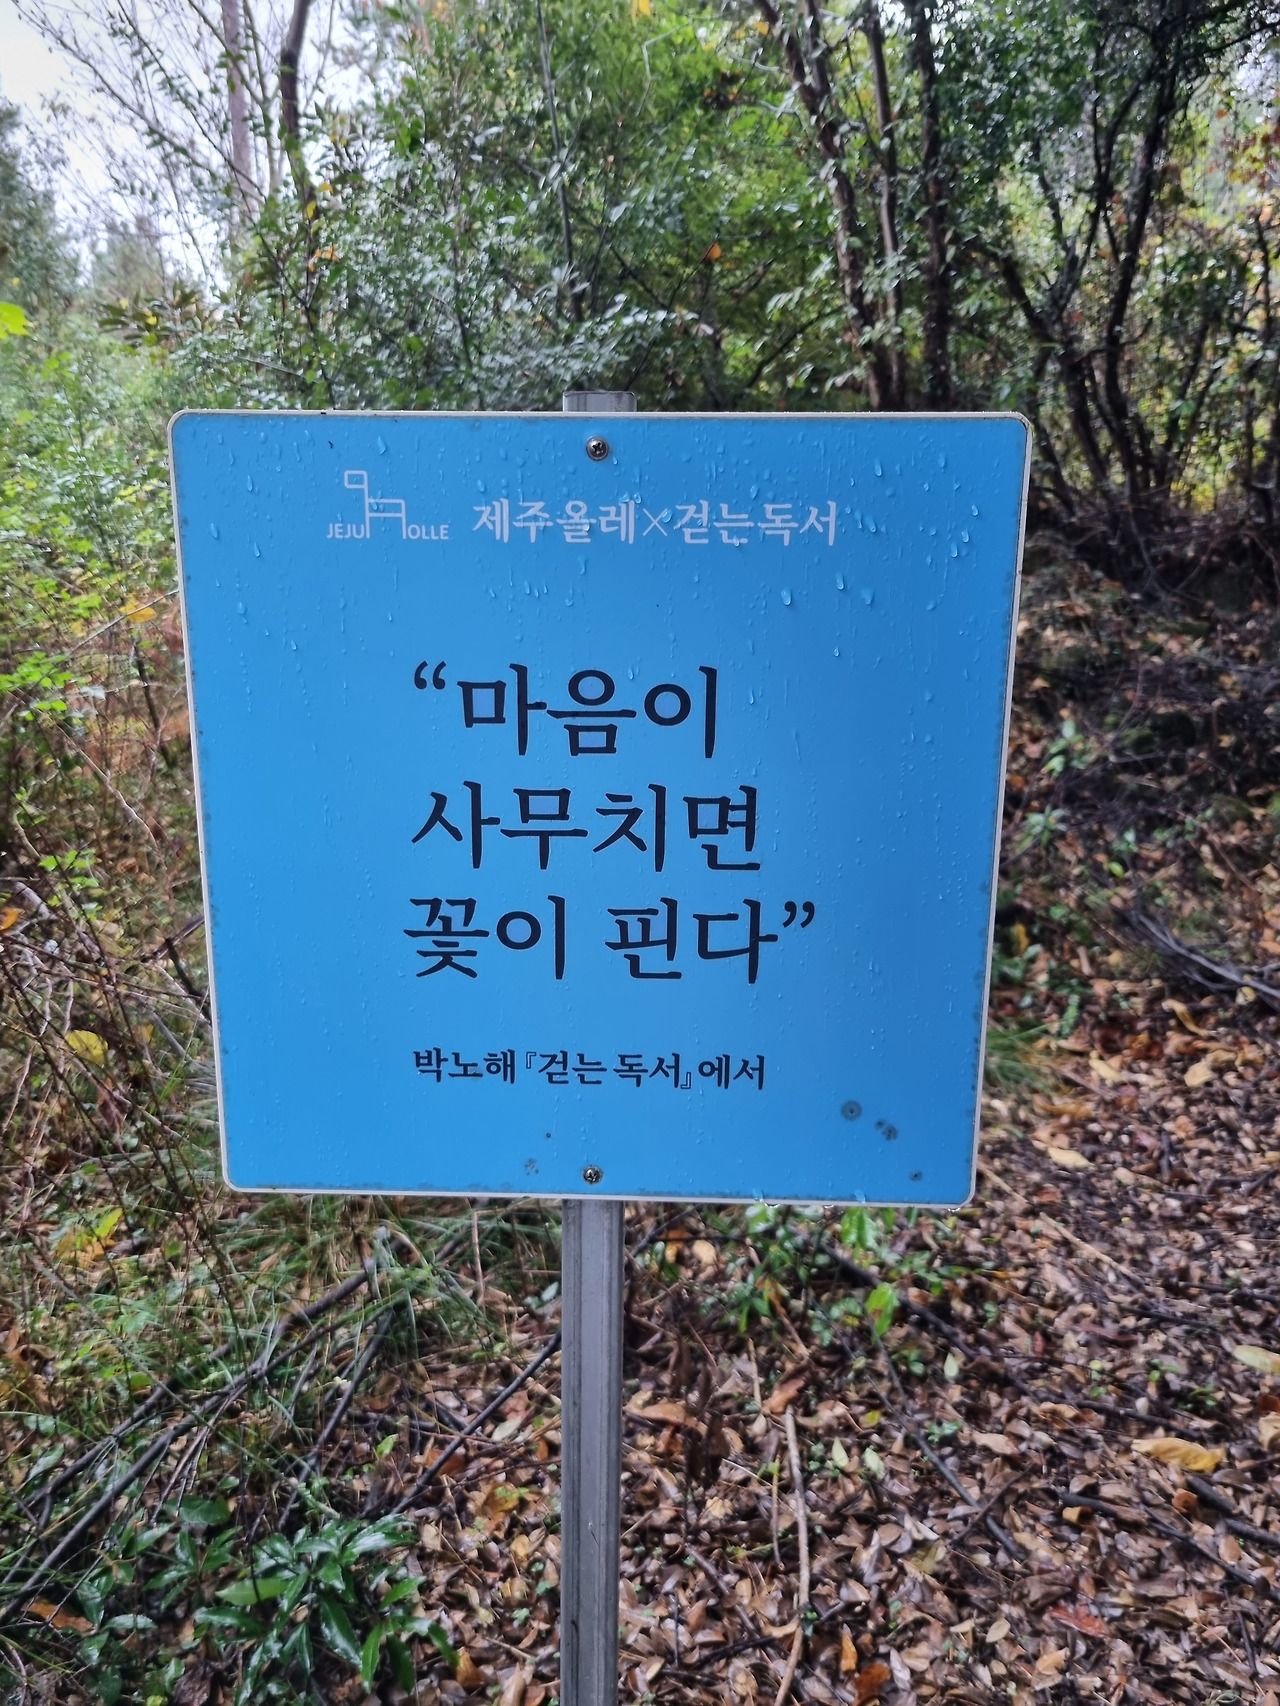 JEJU OLLE 제주올레×걷는독서
“마음이
사무치면
꽃이 핀다”
박노해『걷는 독서』에서